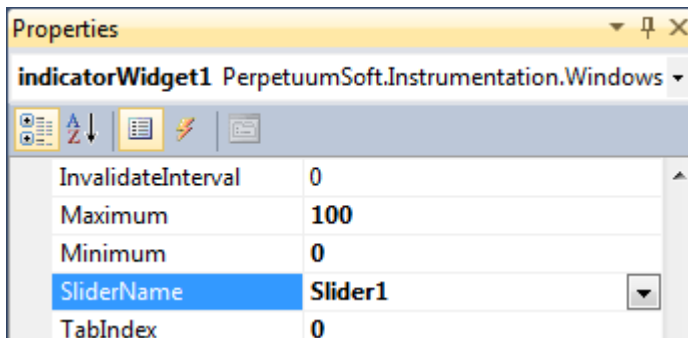 Properties
indicatorWidget1 PerpetuumSoft.Instrumentation.Windows
InvalidateInterval 0
Maximum 100
Minimum 0
SliderName Slider1
TabIndex 0